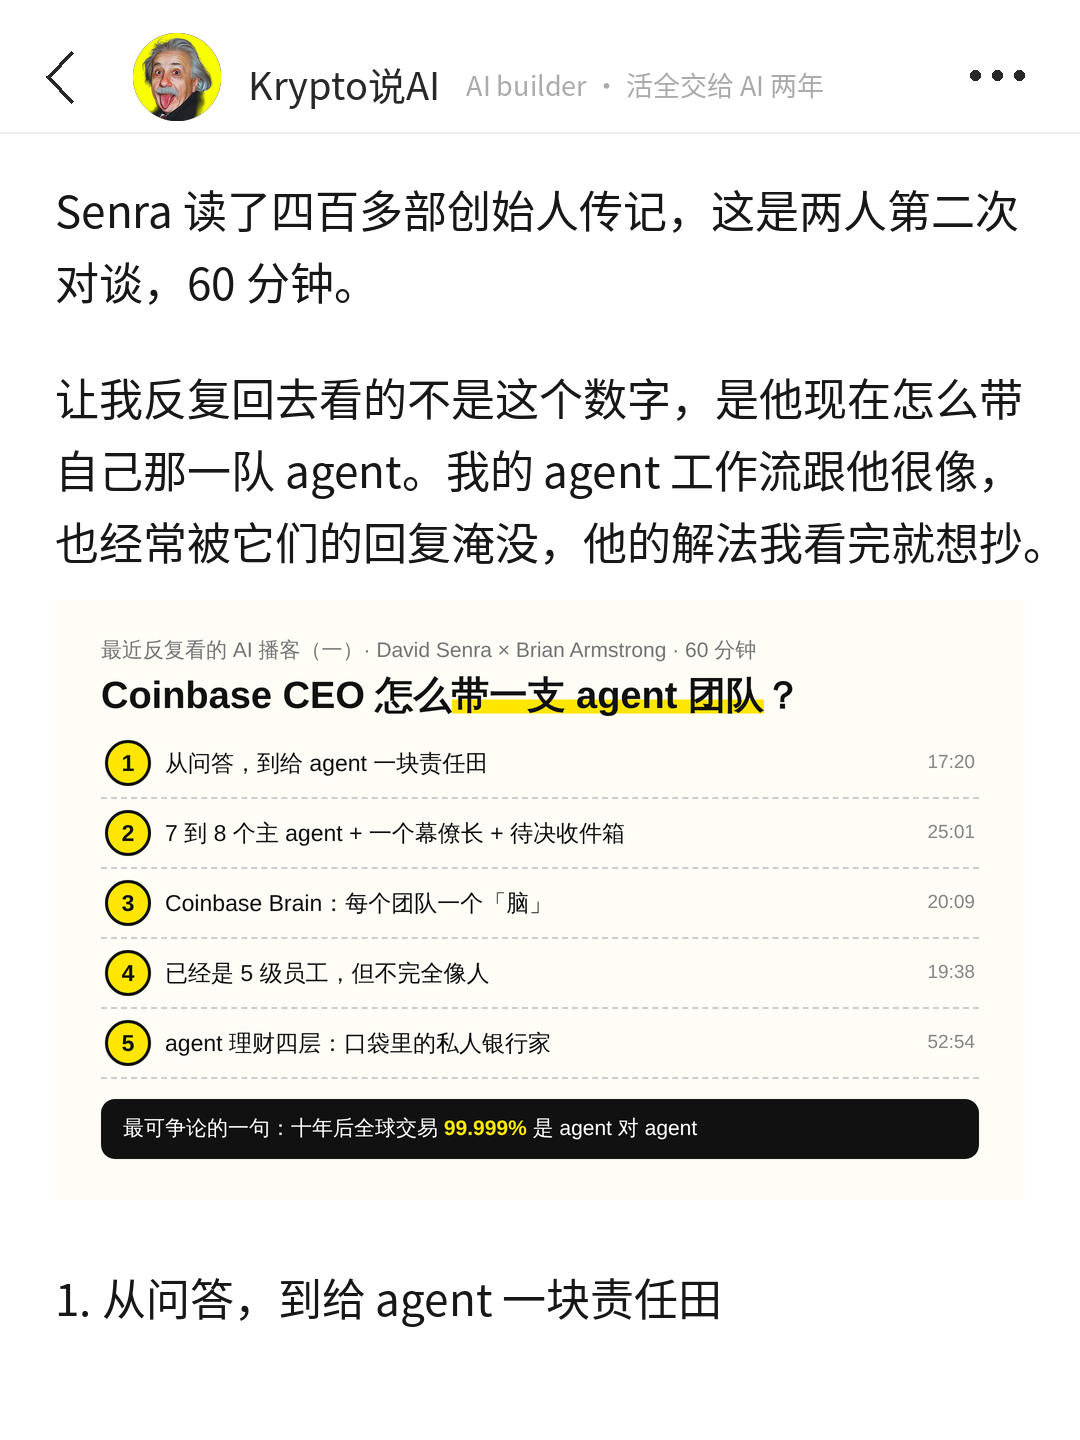 Krypto说AI AI builder · 活全交给 AI 两年
Senra 读了四百多部创始人传记，这是两人第二次
对谈，60 分钟。
让我反复回去看的不是这个数字，是他现在怎么带
自己那一队 agent。我的 agent 工作流跟他很像，
也经常被它们的回复淹没，他的解法我看完就想抄。
最近反复看的 AI 播客（一）· David Senra × Brian Armstrong · 60 分钟
Coinbase CEO 怎么带一支 agent 团队？
1 从问答，到给 agent 一块责任田 17:20
2 7 到 8 个主 agent + 一个幕僚长 + 待决收件箱 25:01
3 Coinbase Brain：每个团队一个「脑」 20:09
4 已经是 5 级员工，但不完全像人 19:38
5 agent 理财四层：口袋里的私人银行家 52:54
最可争论的一句：十年后全球交易 99.999% 是 agent 对 agent
1. 从问答，到给 agent 一块责任田